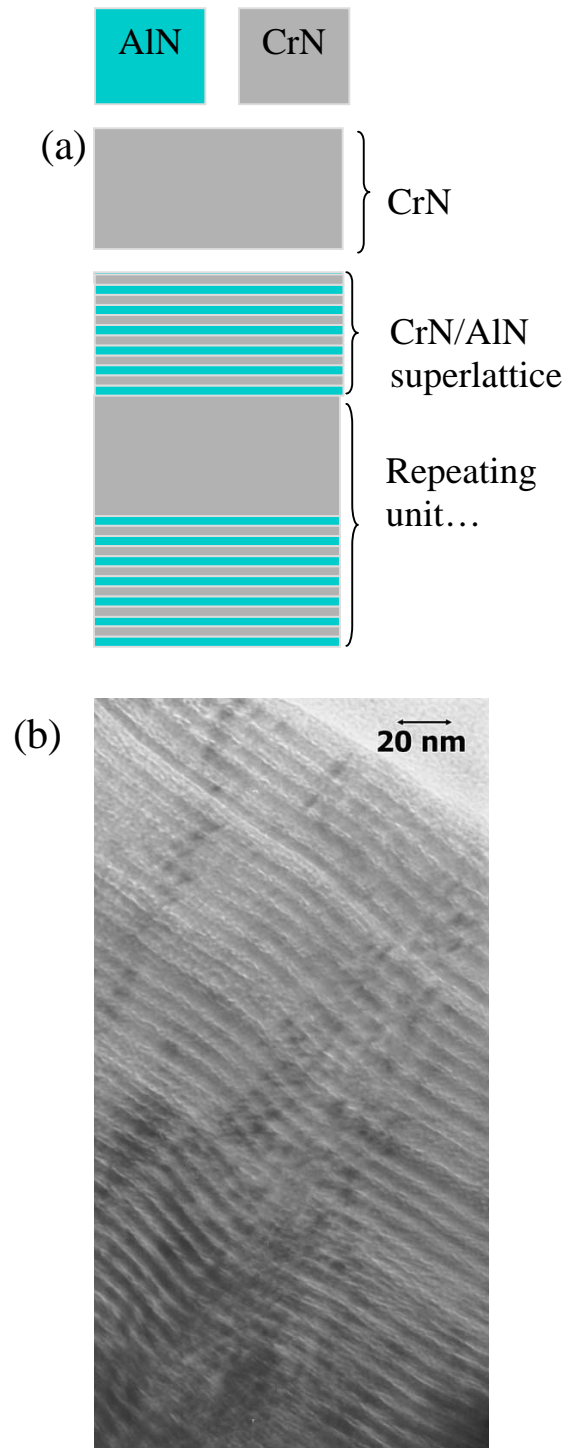 AlN
CrN
(a)
CrN
CrN/AlN
superlattice
Repeating
unit…
(b)
20 nm